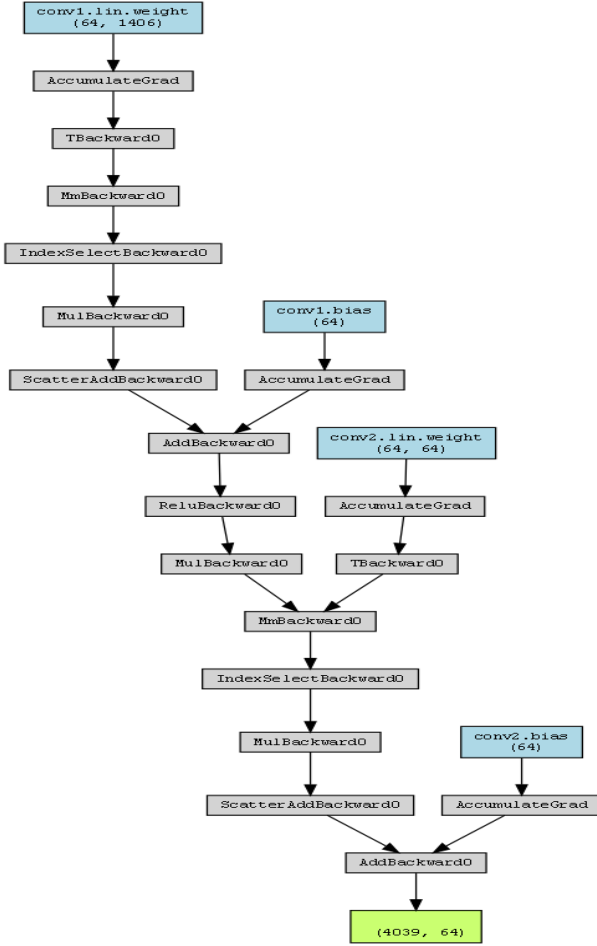 conv1.lin.weight
(64, 1406)
AccumulateGrad
TBackward0
MmBackward0
IndexSelectBackward0
MulBackward0
conv1.bias
(64)
ScatterAddBackward0
AccumulateGrad
AddBackward0
conv2.lin.weight
(64, 64)
ReluBackward0
AccumulateGrad
MulBackward0
TBackward0
MmBackward0
IndexSelectBackward0
MulBackward0
conv2.bias
(64)
ScatterAddBackward0
AccumulateGrad
AddBackward0
(4039, 64)